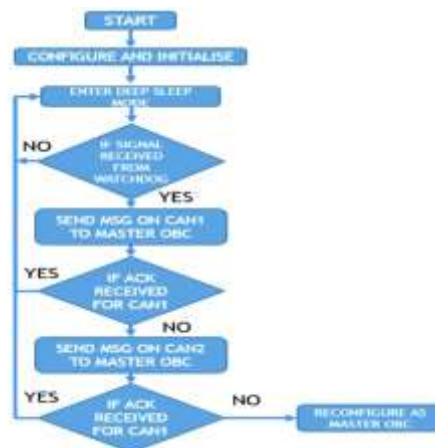 START
CONFIGURE AND INITIALISE
ENTER DEEP SLEEP
MODE
NO
IF SIGNAL
RECEIVED
FROM
WATCHDOG
YES
SEND MSG ON CAN1
TO MASTER OBC
YES
IF ACK
RECEIVED
FOR CAN1
NO
SEND MSG ON CAN2
TO MASTER OBC
YES
IF ACK
RECEIVED
FOR CAN1
NO
RECONFIGURE AS
MASTER OBC